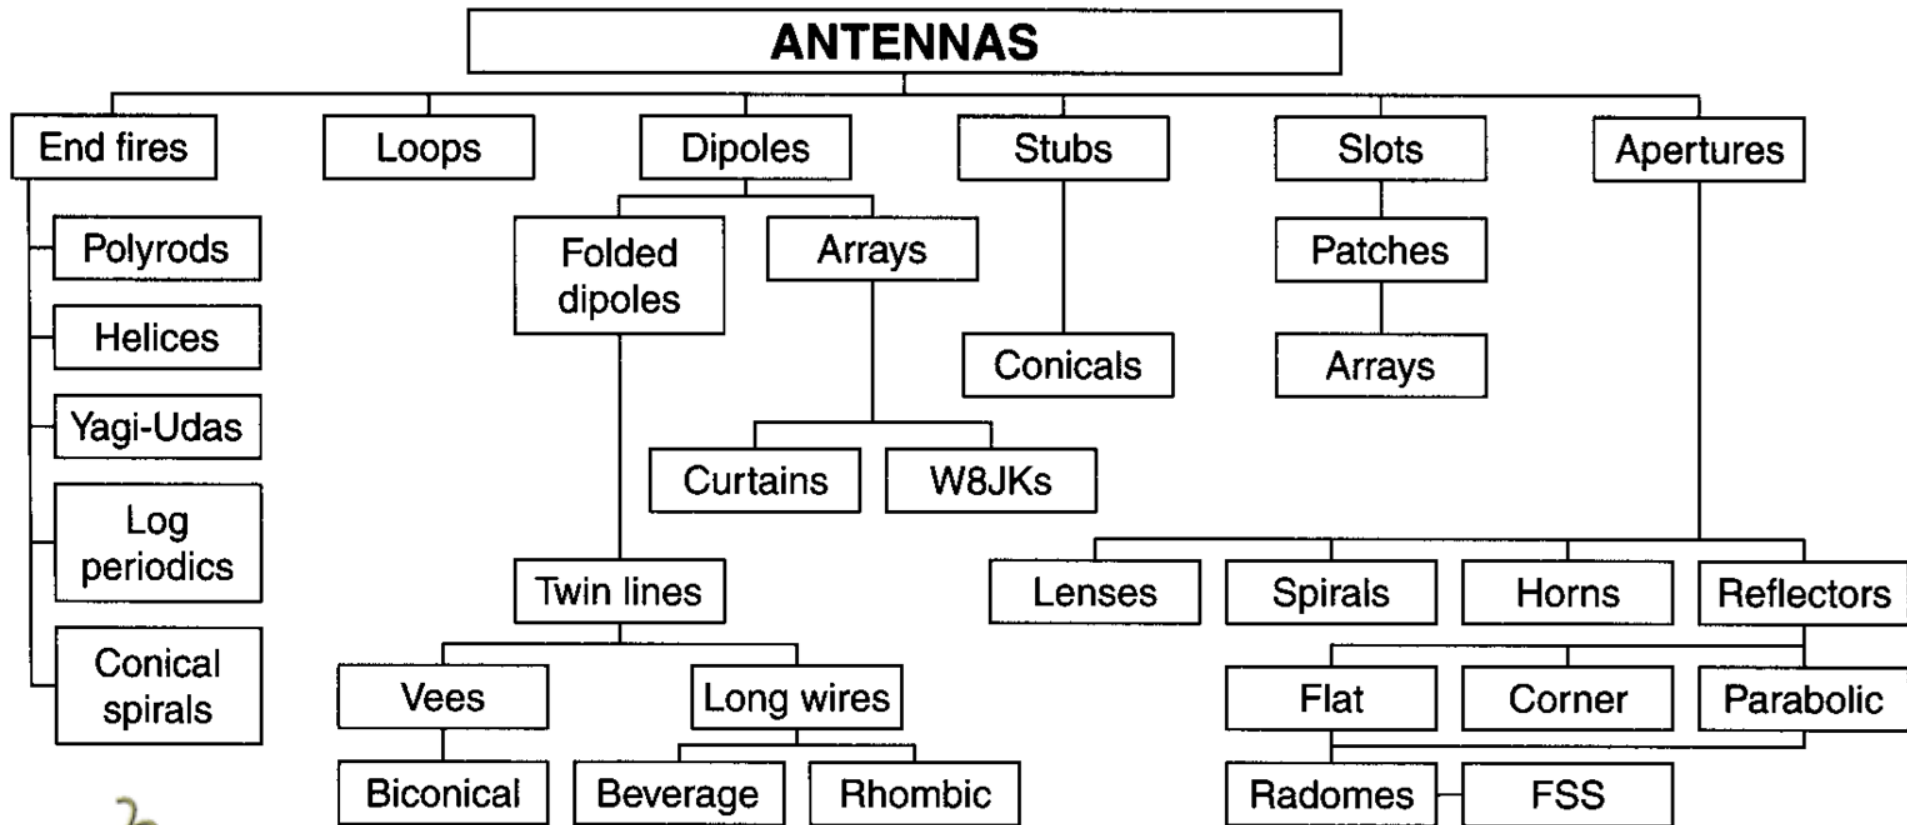 ANTENNAS
End fires
Loops
Dipoles
Stubs
Slots
Apertures
Polyrods
Helices
Yagi-Udas
Log
periodics
Conical
spirals
Folded
dipoles
Arrays
Conicals
Patches
Arrays
Curtains
W8JKs
Twin lines
Lenses
Spirals
Horns
Reflectors
Vees
Long wires
Flat
Corner
Parabolic
Biconical
Beverage
Rhombic
Radomes
FSS